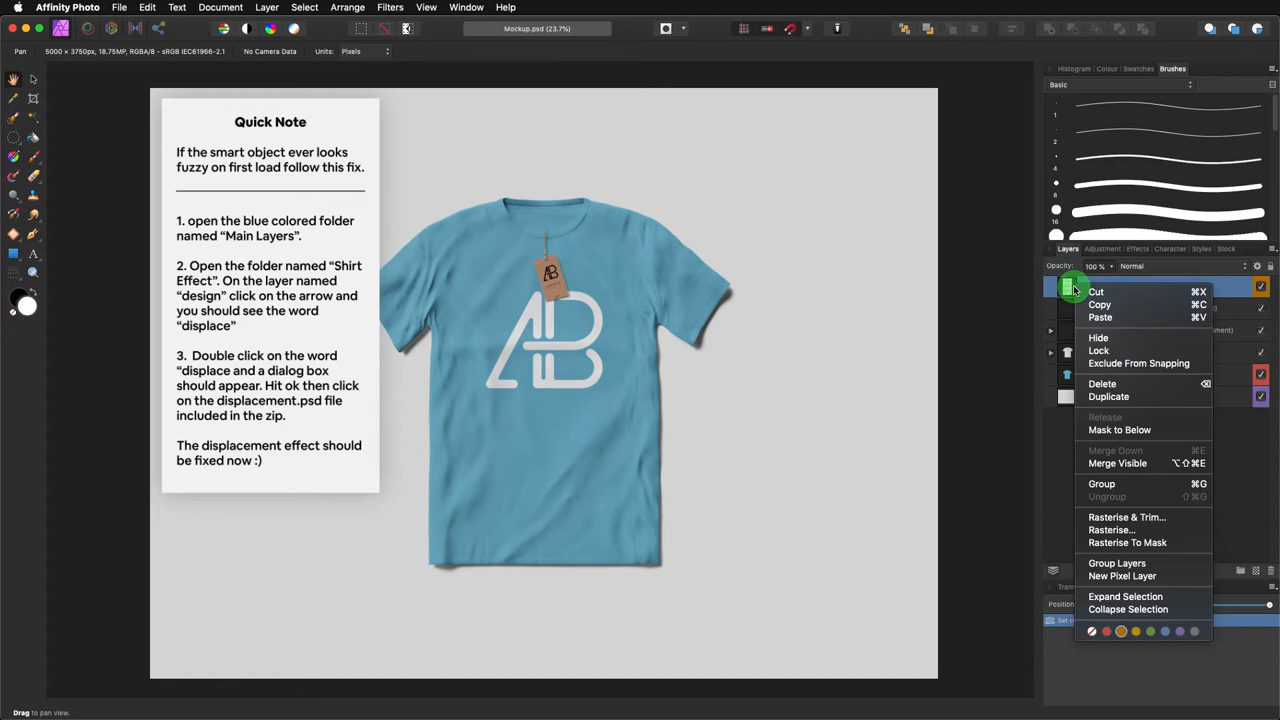 Affinity Photo File Edit Text Document Layer Select Arrange Filters View Window Help
Mockup.psd (23.7%)
Pan 5000 × 3750px, 18.75MP, RGBA/8 - sRGB IEC61966-2.1 No Camera Data Units: Pixels
Histogram Colour Swatches Brushes
Basic
1
2
4
8
16
Layers Adjustment Effects Character Styles Stock
Opacity: 100 % Normal
Cut ⌘X
Copy ⌘C
Paste ⌘V
Hide
Lock
Exclude From Snapping
Delete
Duplicate
Release
Mask to Below
Merge Down ⌘E
Merge Visible ⌥⇧⌘E
Group ⌘G
Ungroup ⇧⌘G
Rasterise & Trim...
Rasterise...
Rasterise To Mask
Group Layers
New Pixel Layer
Expand Selection
Collapse Selection
Quick Note
If the smart object ever looks
fuzzy on first load follow this fix.
1. open the blue colored folder
named “Main Layers”.
2. Open the folder named “Shirt
Effect”. On the layer named
“design” click on the arrow and
you should see the word
“displace”
3. Double click on the word
“displace and a dialog box
should appear. Hit ok then click
on the displacement.psd file
included in the zip.
The displacement effect should
be fixed now :)
Position
Drag to pan view.